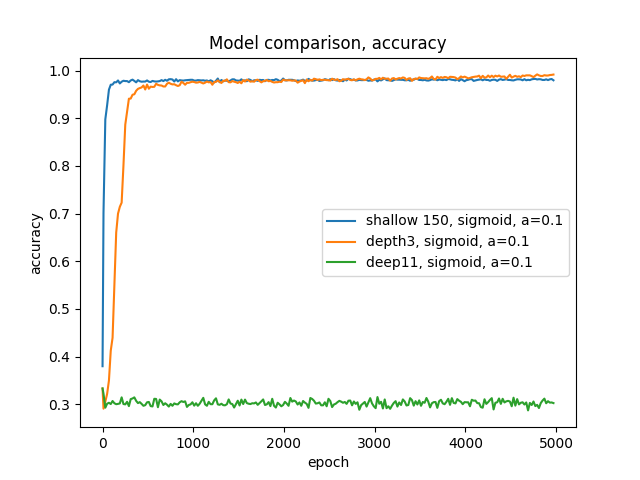 Model comparison, accuracy
1.0
0.9
0.8
0.7
0.6
0.5
0.4
0.3
accuracy
shallow 150, sigmoid, a=0.1
depth3, sigmoid, a=0.1
deep11, sigmoid, a=0.1
0 1000 2000 3000 4000 5000
epoch